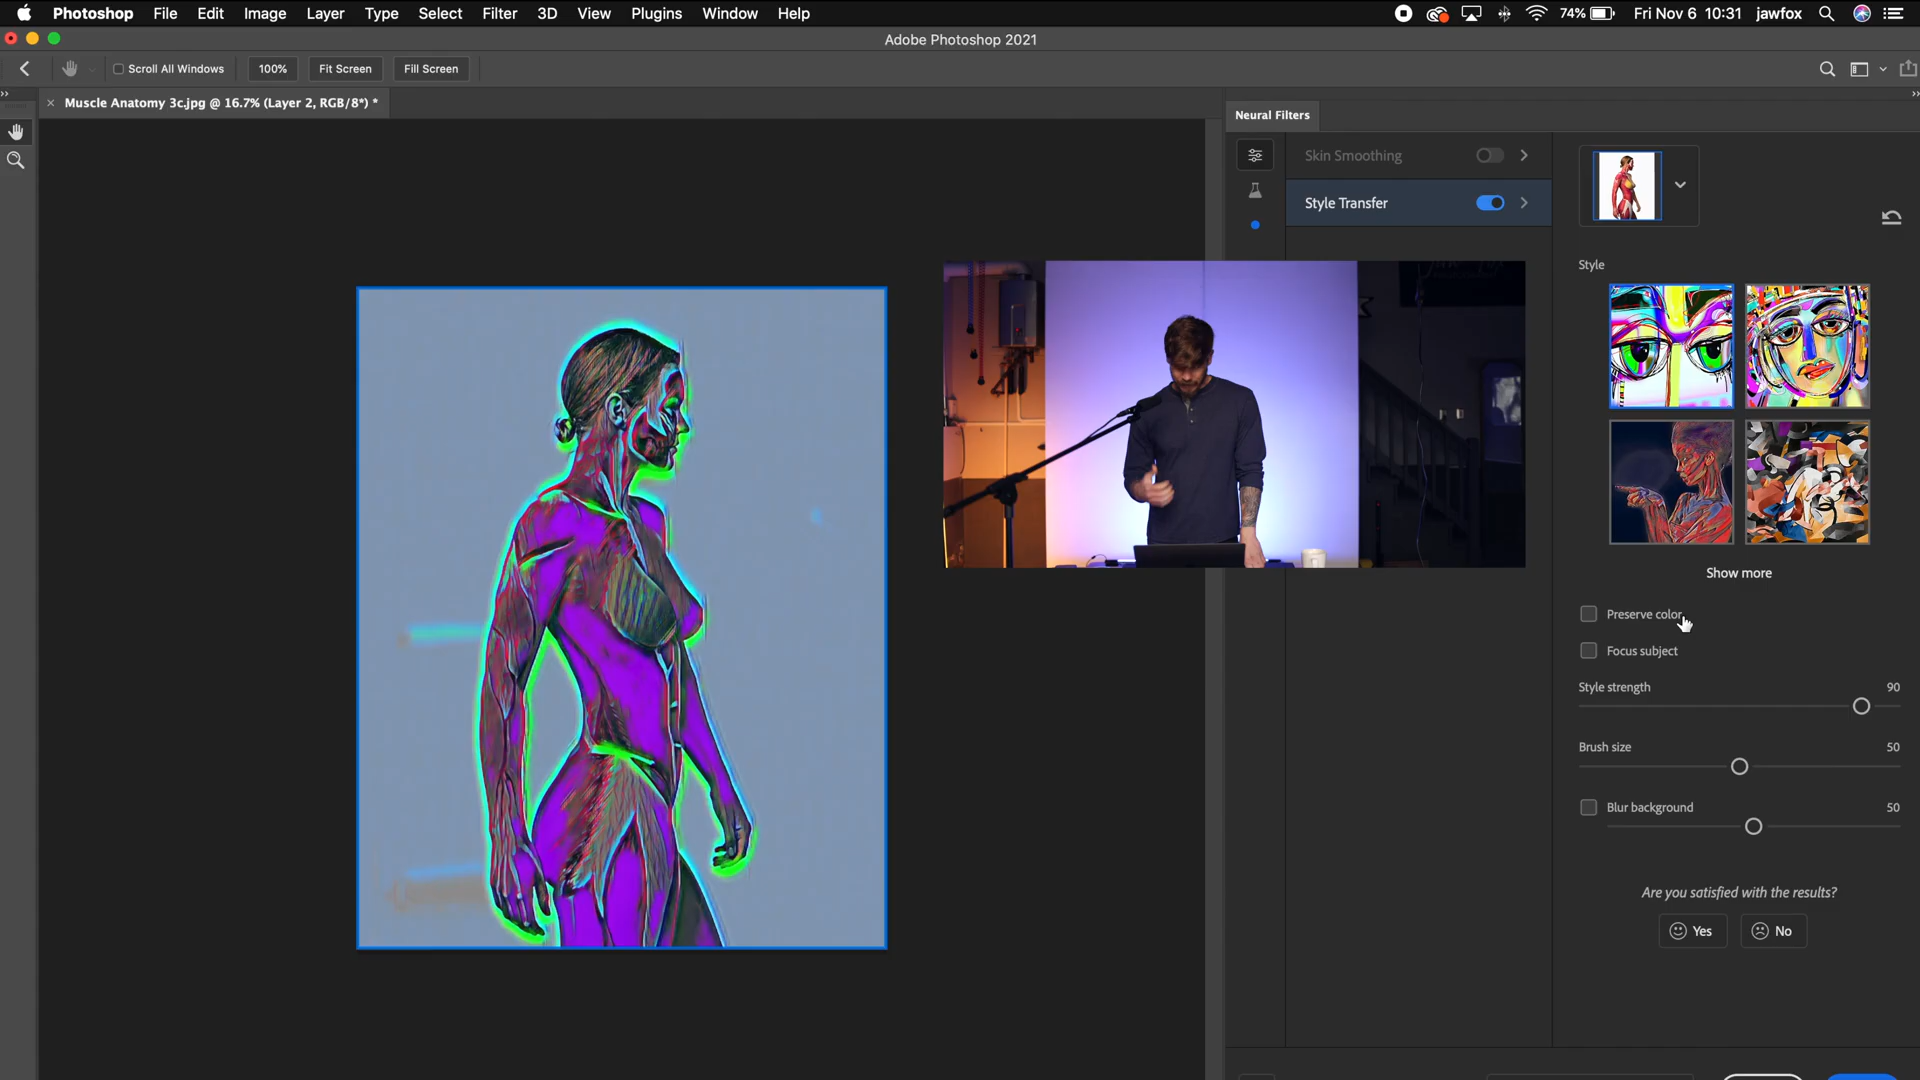 Photoshop File Edit Image Layer Type Select Filter 3D View Plugins Window Help 74% Fri Nov 6 10:31 jawfox
Adobe Photoshop 2021
Scroll All Windows 100% Fit Screen Fill Screen
Muscle Anatomy 3c.jpg @ 16.7% (Layer 2, RGB/8*) *
Neural Filters
Skin Smoothing
Style Transfer
Style
Show more
Preserve color
Focus subject
Style strength 90
Brush size 50
Blur background 50
Are you satisfied with the results?
Yes No